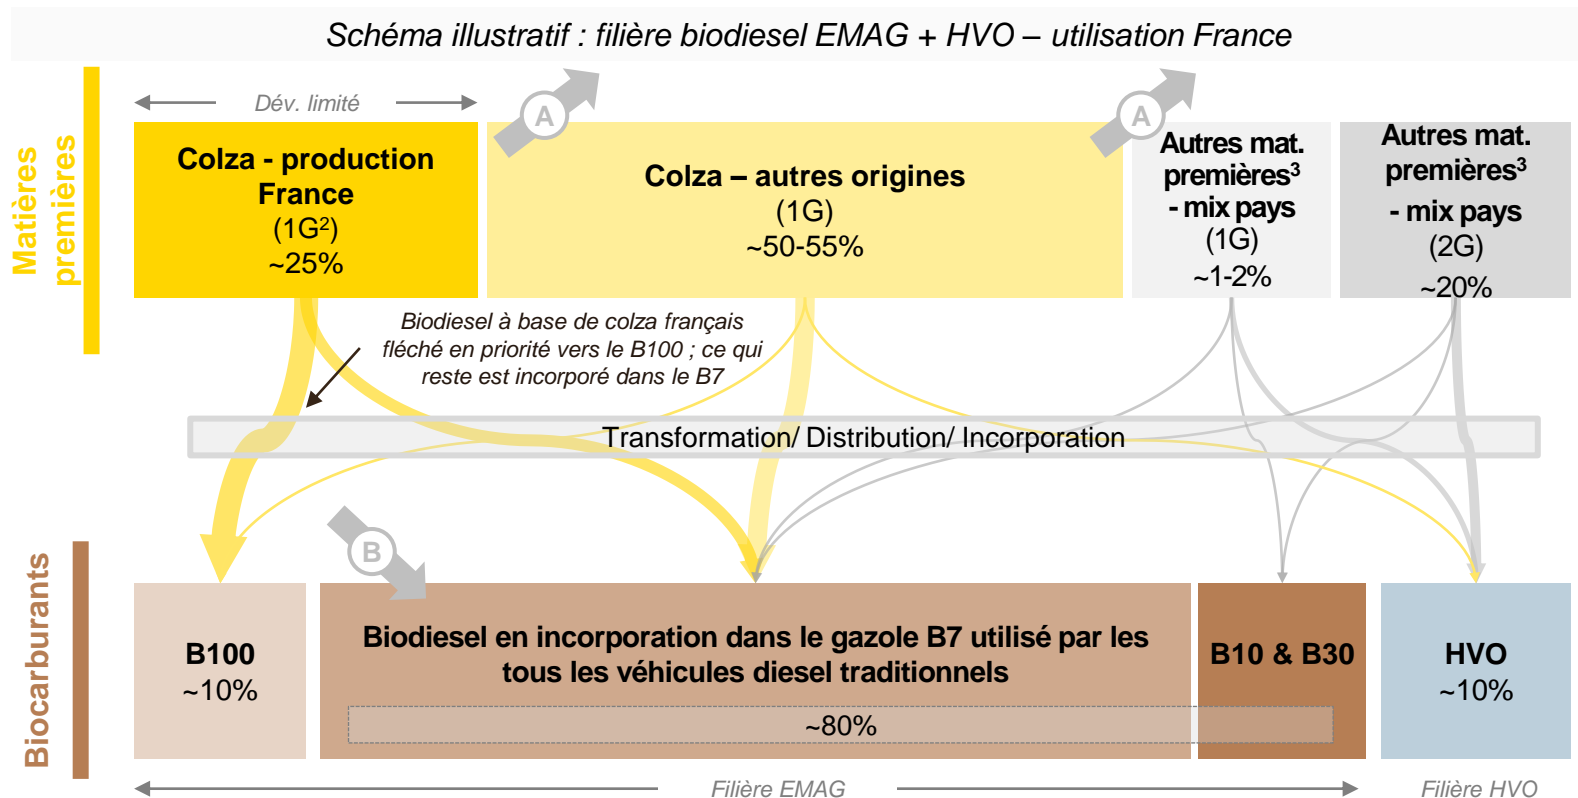 Schéma illustratif : filière biodiesel EMAG + HVO – utilisation France
Matières
premières
Dév. limité
A
A
Colza - production
France
(1G²)
~25%
Colza – autres origines
(1G)
~50-55%
Autres mat.
premières³
- mix pays
(1G)
~1-2%
Autres mat.
premières³
- mix pays
(2G)
~20%
Biodiesel à base de colza français
fléché en priorité vers le B100 ; ce qui
reste est incorporé dans le B7
Transformation/ Distribution/ Incorporation
Biocarburants
B
B100
~10%
Biodiesel en incorporation dans le gazole B7 utilisé par les
tous les véhicules diesel traditionnels
B10 & B30
~80%
HVO
~10%
Filière EMAG
Filière HVO